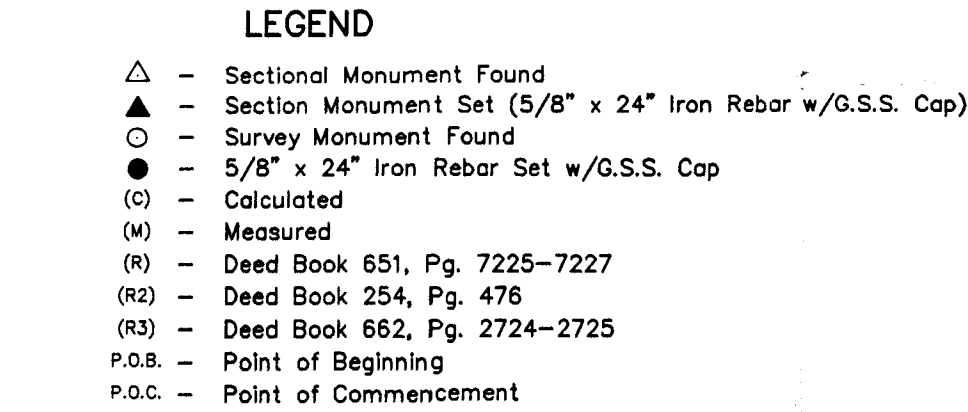 LEGEND
△ – Sectional Monument Found
▲ – Section Monument Set (5/8" x 24" Iron Rebar w/G.S.S. Cap)
⊙ – Survey Monument Found
● – 5/8" x 24" Iron Rebar Set w/G.S.S. Cap
(C) – Calculated
(M) – Measured
(R) – Deed Book 651, Pg. 7225–7227
(R2) – Deed Book 254, Pg. 476
(R3) – Deed Book 662, Pg. 2724–2725
P.O.B. – Point of Beginning
P.O.C. – Point of Commencement